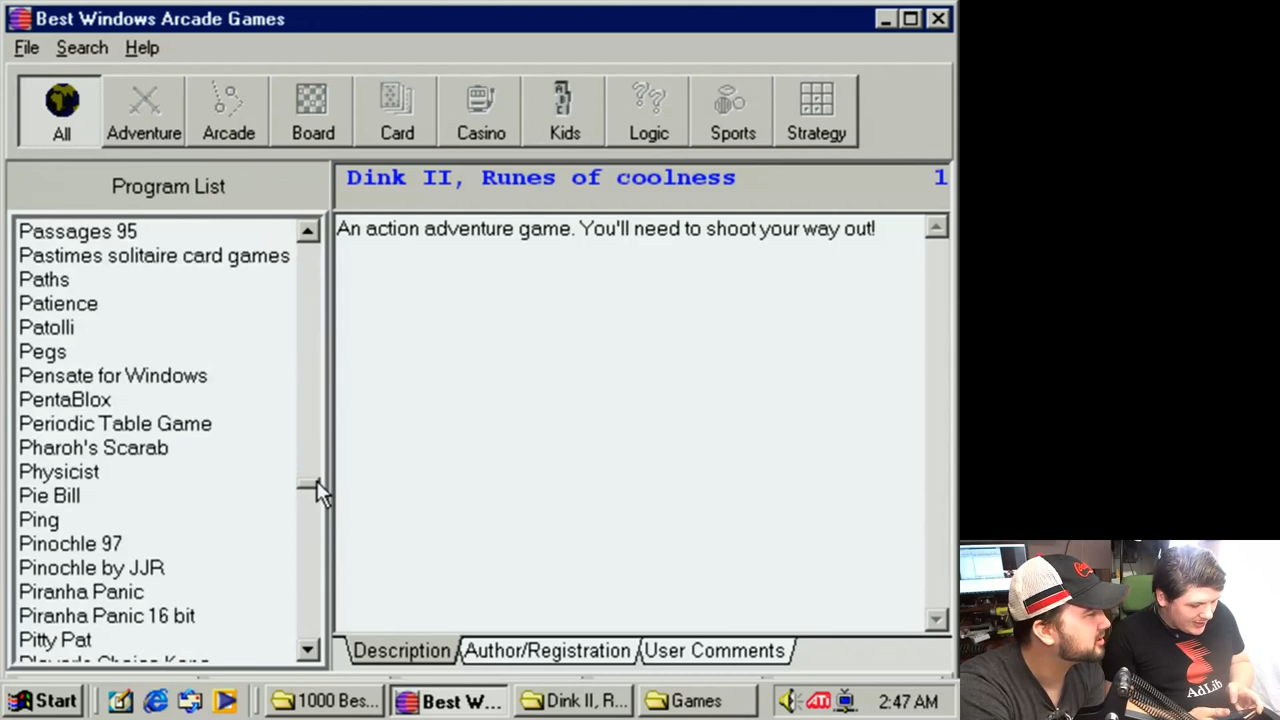 Best Windows Arcade Games
File Search Help
All Adventure Arcade Board Card Casino Kids Logic Sports Strategy
Program List
Dink II, Runes of coolness 1
Passages 95
Pastimes solitaire card games
Paths
Patience
Patolli
Pegs
Pensate for Windows
PentaBlox
Periodic Table Game
Pharoh's Scarab
Physicist
Pie Bill
Ping
Pinochle 97
Pinochle by JJR
Piranha Panic
Piranha Panic 16 bit
Pitty Pat
An action adventure game. You'll need to shoot your way out!
Description Author/Registration User Comments
Start 1000 Bes... Best W... Dink II, R... Games 2:47 AM
AdLib